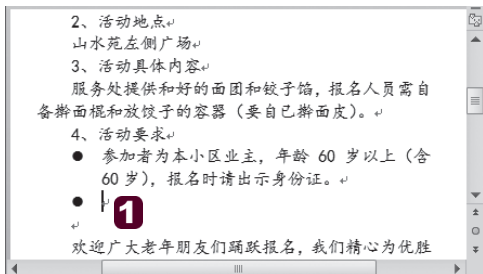 2、活动地点
山水苑左侧广场
3、活动具体内容
服务处提供和好的面团和饺子馅，报名人员需自
备擀面棍和放饺子的容器（要自已擀面皮）。
4、活动要求
● 参加者为本小区业主，年龄 60 岁以上（含
60 岁），报名时请出示身份证。
●
1
欢迎广大老年朋友们踊跃报名，我们精心为优胜